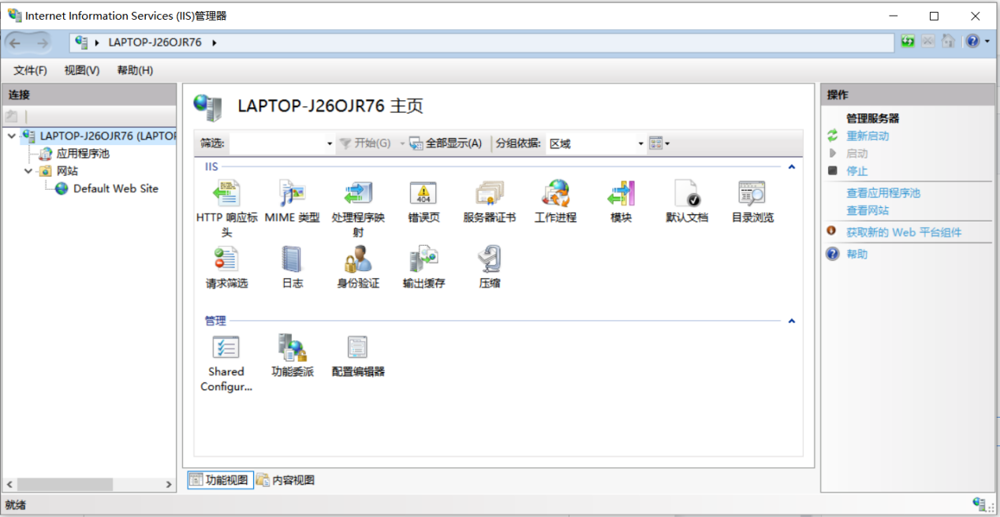 Internet Information Services (IIS)管理器
LAPTOP-J26OJR76
文件(F) 视图(V) 帮助(H)
连接
LAPTOP-J26OJR76 (LAPTOP
应用程序池
网站
Default Web Site
LAPTOP-J26OJR76 主页
筛选: 开始(G) 全部显示(A) 分组依据: 区域
IIS
HTTP 响应标头 MIME 类型 处理程序映射 错误页 服务器证书 工作进程 模块 默认文档 目录浏览
404
请求筛选 日志 身份验证 输出缓存 压缩
管理
Shared Configur... 功能委派 配置编辑器
功能视图 内容视图
操作
管理服务器
重新启动
启动
停止
查看应用程序池
查看网站
获取新的 Web 平台组件
帮助
就绪